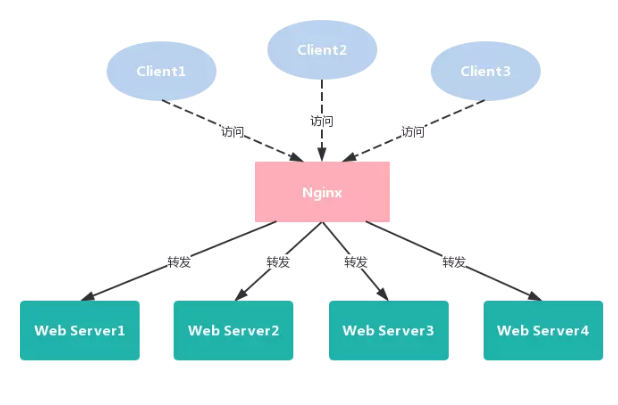 Client1
Client2
Client3
访问
访问
访问
Nginx
转发
转发
转发
转发
Web Server1
Web Server2
Web Server3
Web Server4